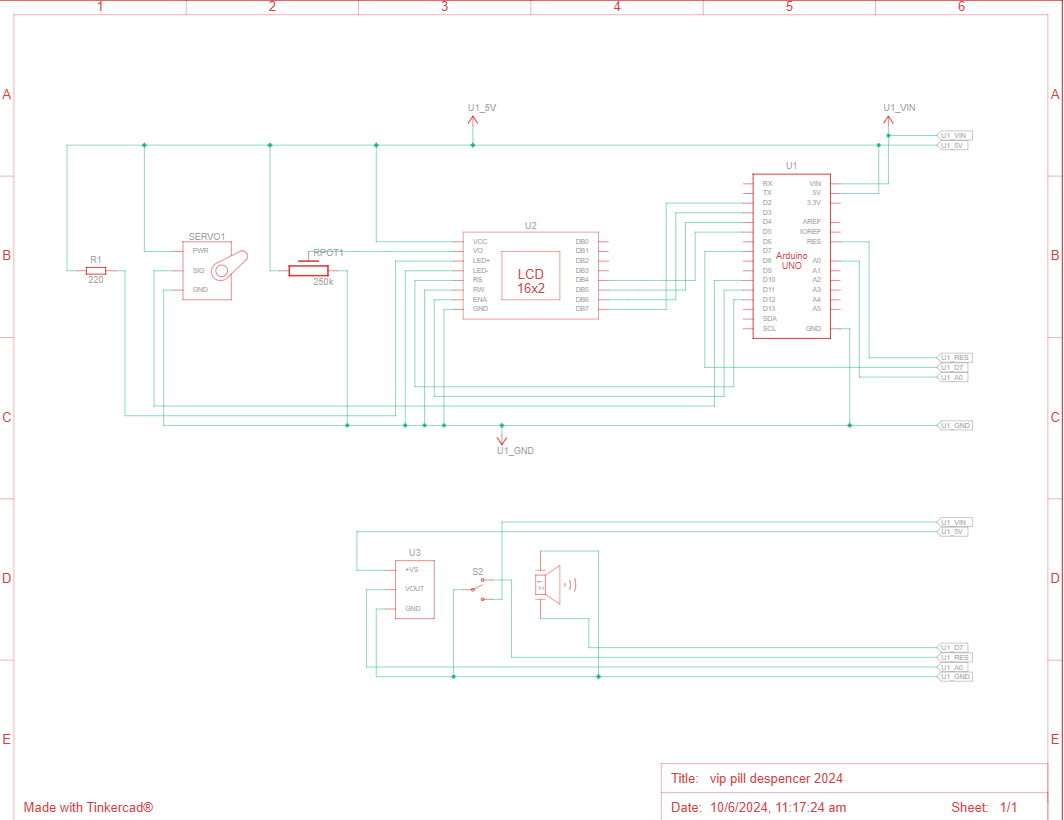 1 2 3 4 5 6
A A
U1_5V U1_VIN
U1_VIN
U1_5V
U1
RX VIN
TX 5V
D2 3.3V
D3
D4 AREF
D5 IOREF
D6 RES
D7
D8 A0
D9 A1
D10 A2
D11 A3
D12 A4
D13 A5
SDA
SCL GND
Arduino
UNO
B B
R1
220
SERVO1
PWR
SIG
GND
RPOT1
250k
U2
VCC DB0
VO DB1
LED+ DB2
LED- DB3
RS DB4
RW DB5
ENA DB6
GND DB7
LCD
16x2
U1_RES
U1_D7
U1_A0
C C
U1_GND
U1_GND
U1_VIN
U1_5V
D D
U3
+VS
VOUT
GND
S2
1 2
U1_D7
U1_RES
U1_A0
U1_GND
E E
Title: vip pill despencer 2024
Made with Tinkercad®
Date: 10/6/2024, 11:17:24 am Sheet: 1/1